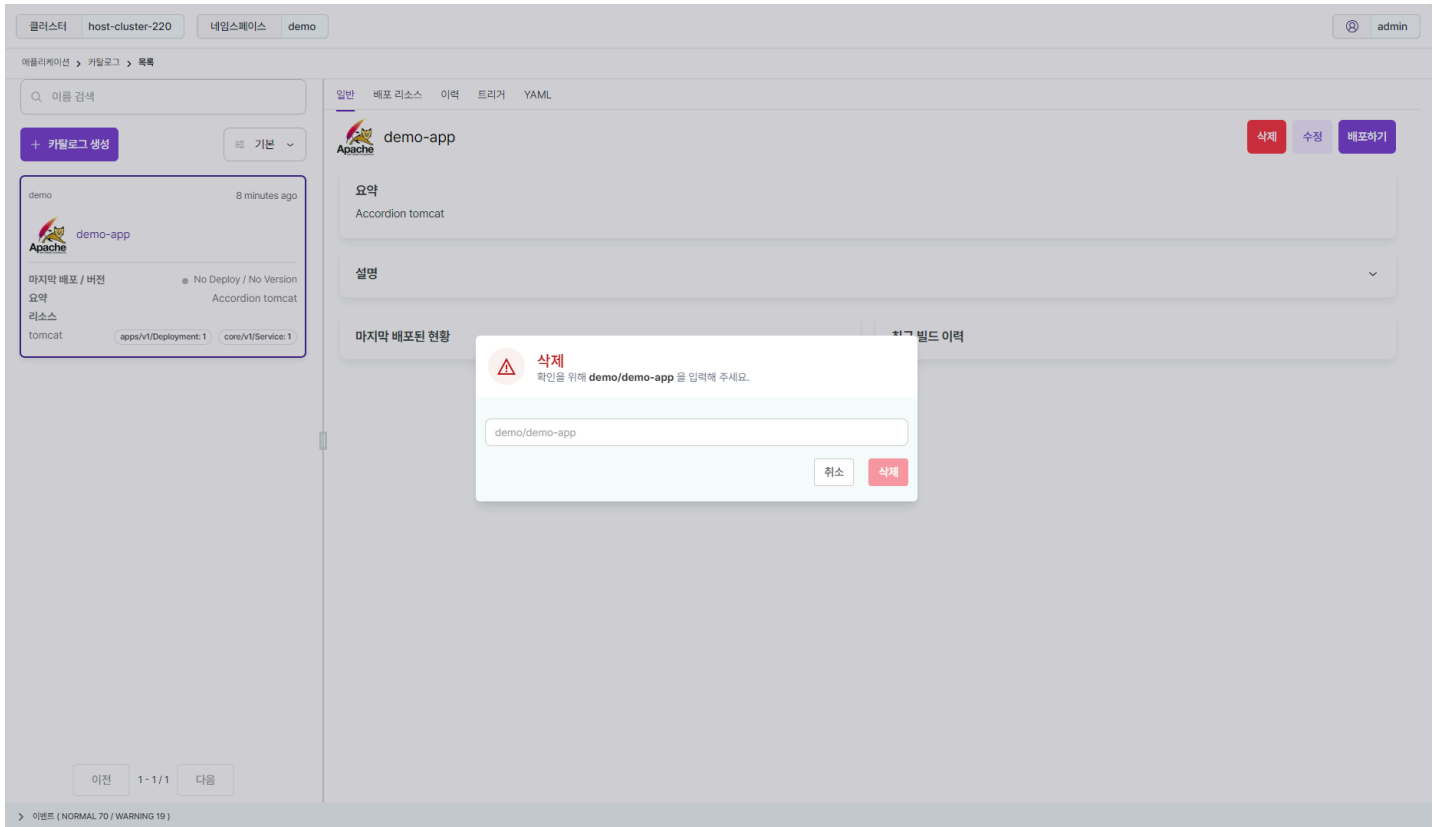 클러스터 host-cluster-220 네임스페이스 demo admin
애플리케이션 > 카탈로그 > 목록
이름 검색
+ 카탈로그 생성 기본
demo 8 minutes ago
Apache demo-app
마지막 배포 / 버전 No Deploy / No Version
요약 Accordion tomcat
리소스
tomcat apps/v1/Deployment: 1 core/v1/Service: 1
이전 1 - 1 / 1 다음
일반 배포 리소스 이력 트리거 YAML
Apache demo-app 삭제 수정 배포하기
요약
Accordion tomcat
설명
마지막 배포된 현황 빌드 이력
삭제
확인을 위해 demo/demo-app 을 입력해 주세요.
demo/demo-app
취소 삭제
> 이벤트 ( NORMAL 70 / WARNING 19 )